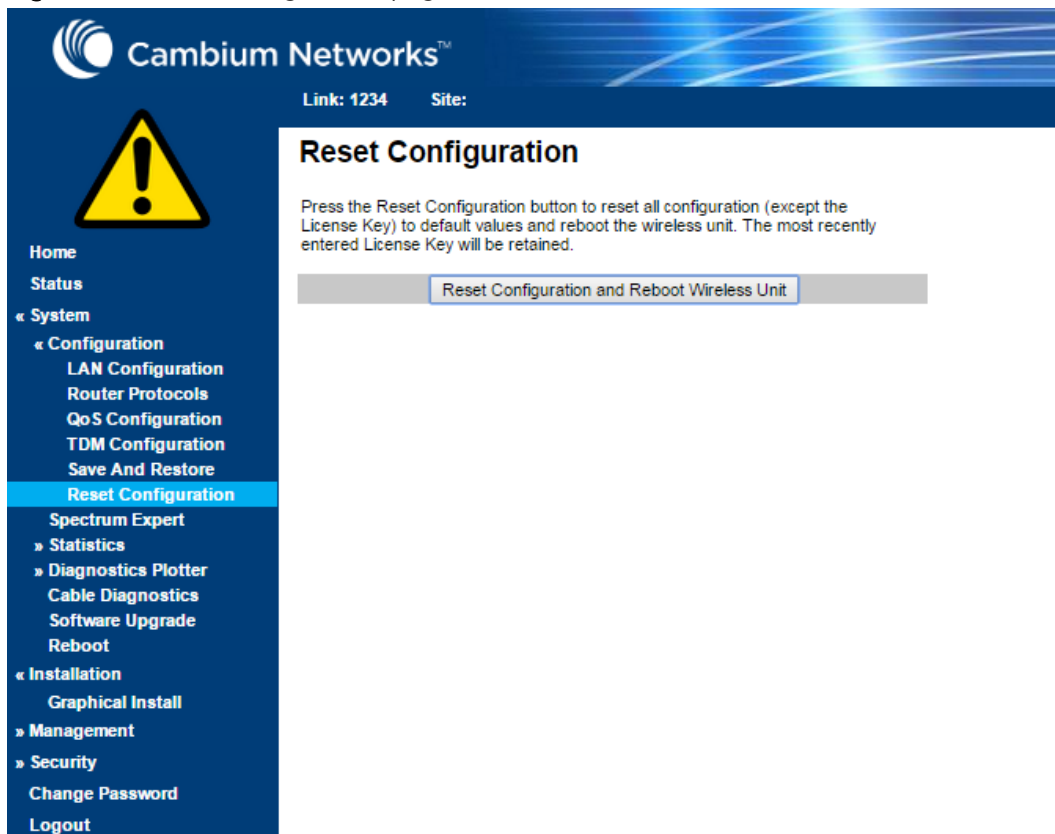 Cambium Networks™
Link: 1234 Site:
Home
Status
« System
« Configuration
LAN Configuration
Router Protocols
QoS Configuration
TDM Configuration
Save And Restore
Reset Configuration
Spectrum Expert
» Statistics
» Diagnostics Plotter
Cable Diagnostics
Software Upgrade
Reboot
« Installation
Graphical Install
» Management
» Security
Change Password
Logout
Reset Configuration
Press the Reset Configuration button to reset all configuration (except the
License Key) to default values and reboot the wireless unit. The most recently
entered License Key will be retained.
Reset Configuration and Reboot Wireless Unit